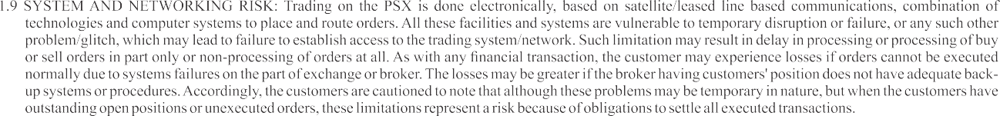 1.9 SYSTEM AND NETWORKING RISK: Trading on the PSX is done electronically, based on satellite/leased line based communications, combination of
technologies and computer systems to place and route orders. All these facilities and systems are vulnerable to temporary disruption or failure, or any such other
problem/glitch, which may lead to failure to establish access to the trading system/network. Such limitation may result in delay in processing or processing of buy
or sell orders in part only or non-processing of orders at all. As with any financial transaction, the customer may experience losses if orders cannot be executed
normally due to systems failures on the part of exchange or broker. The losses may be greater if the broker having customers' position does not have adequate back-
up systems or procedures. Accordingly, the customers are cautioned to note that although these problems may be temporary in nature, but when the customers have
outstanding open positions or unexecuted orders, these limitations represent a risk because of obligations to settle all executed transactions.